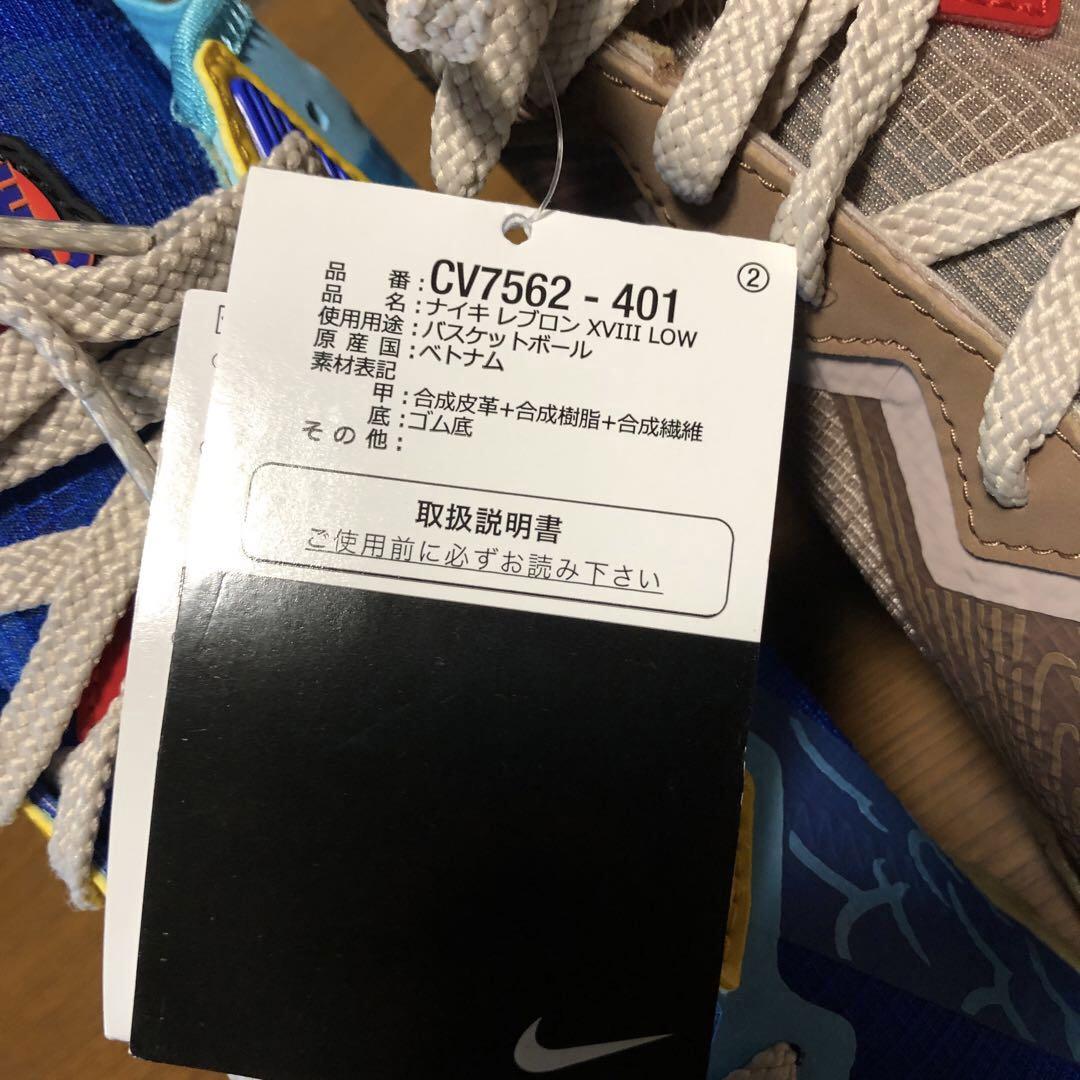 ②
品 番 : CV7562 - 401
品 名 : ナイキ レブロン XVIII LOW
使用用途 : バスケットボール
原産国 : ベトナム
素材表記
甲 : 合成皮革+合成樹脂+合成繊維
底 : ゴム底
その他 :
取扱説明書
ご使用前に必ずお読み下さい